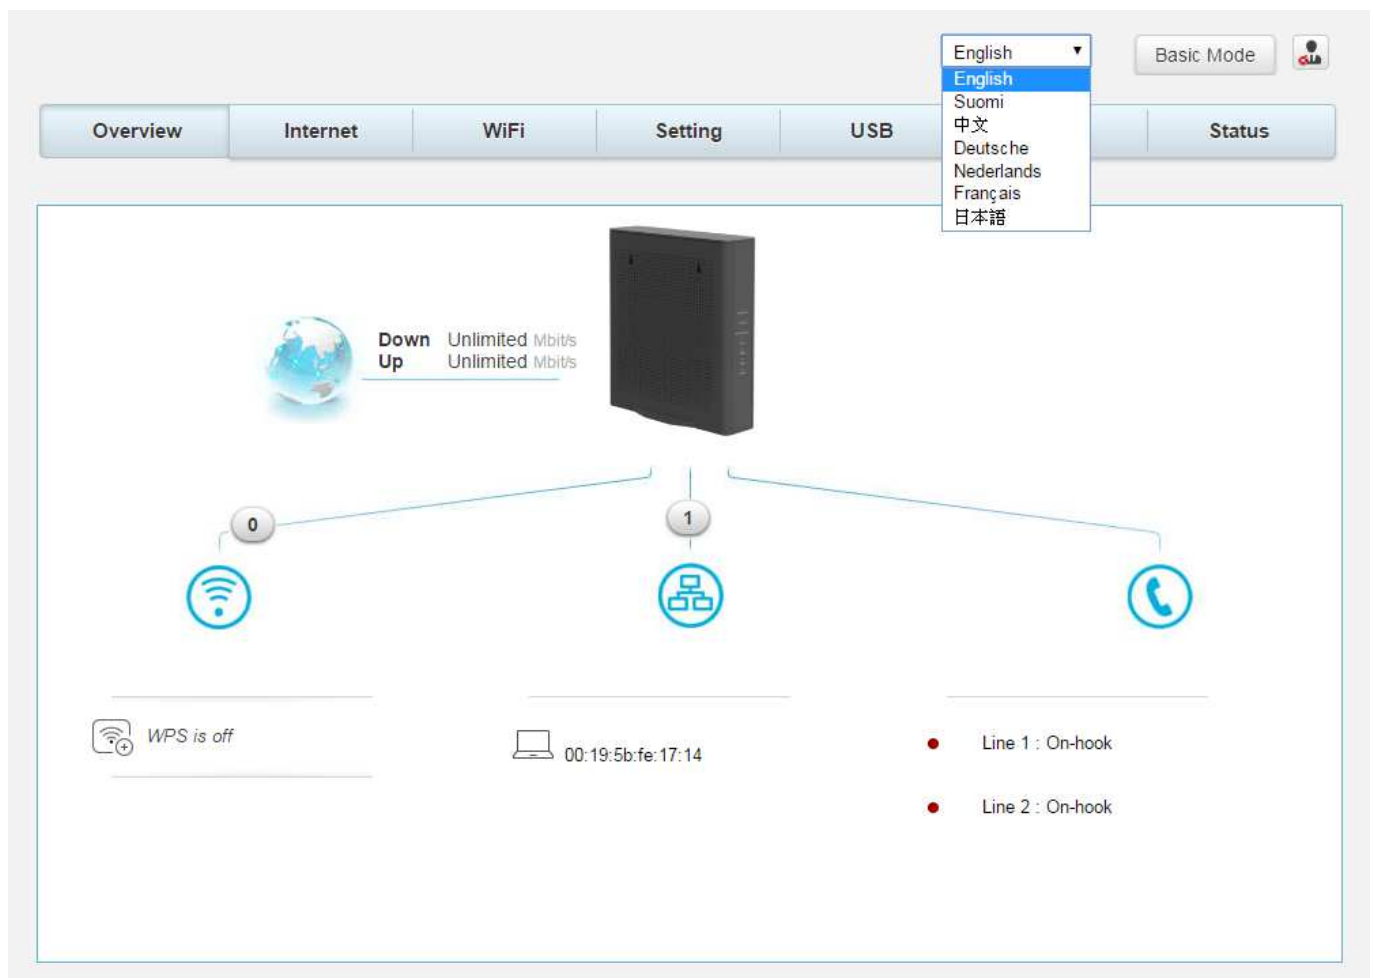 English
Basic Mode
English
Suomi
中文
Deutsche
Nederlands
Français
日本語
Overview Internet WiFi Setting USB Status
Down Unlimited Mbit/s
Up Unlimited Mbit/s
0
1
WPS is off
00:19:5b:fe:17:14
Line 1 : On-hook
Line 2 : On-hook